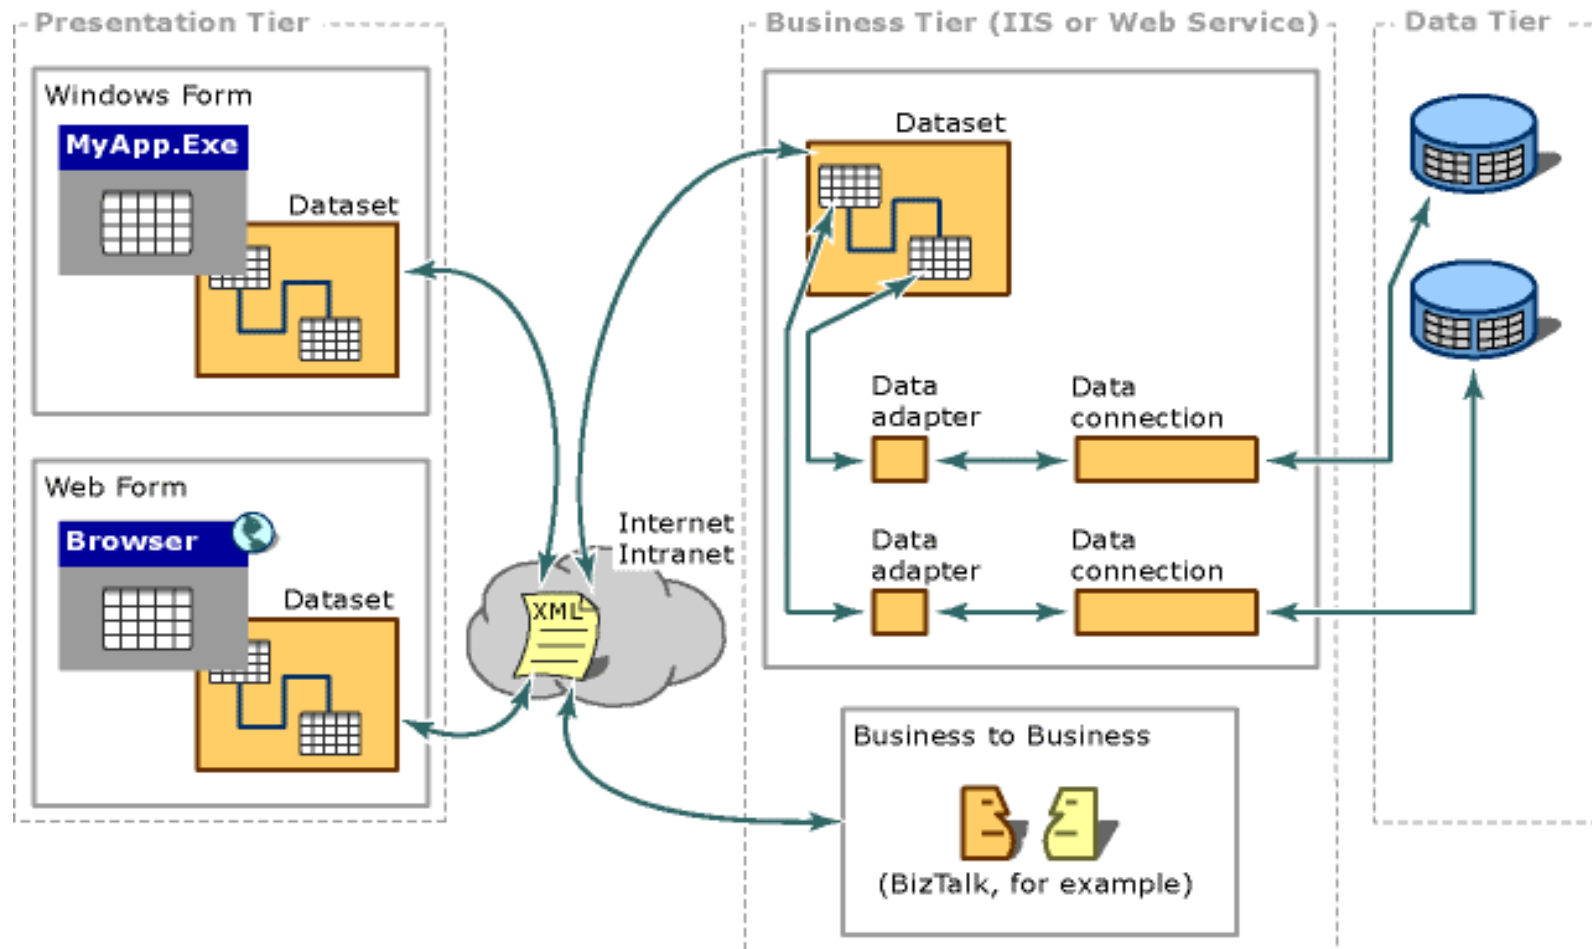 Presentation Tier
Windows Form
MyApp.Exe
Dataset
Web Form
Browser
Dataset
Internet
Intranet
XML
Business Tier (IIS or Web Service)
Dataset
Data
adapter
Data
connection
Data
adapter
Data
connection
Business to Business
(BizTalk, for example)
Data Tier